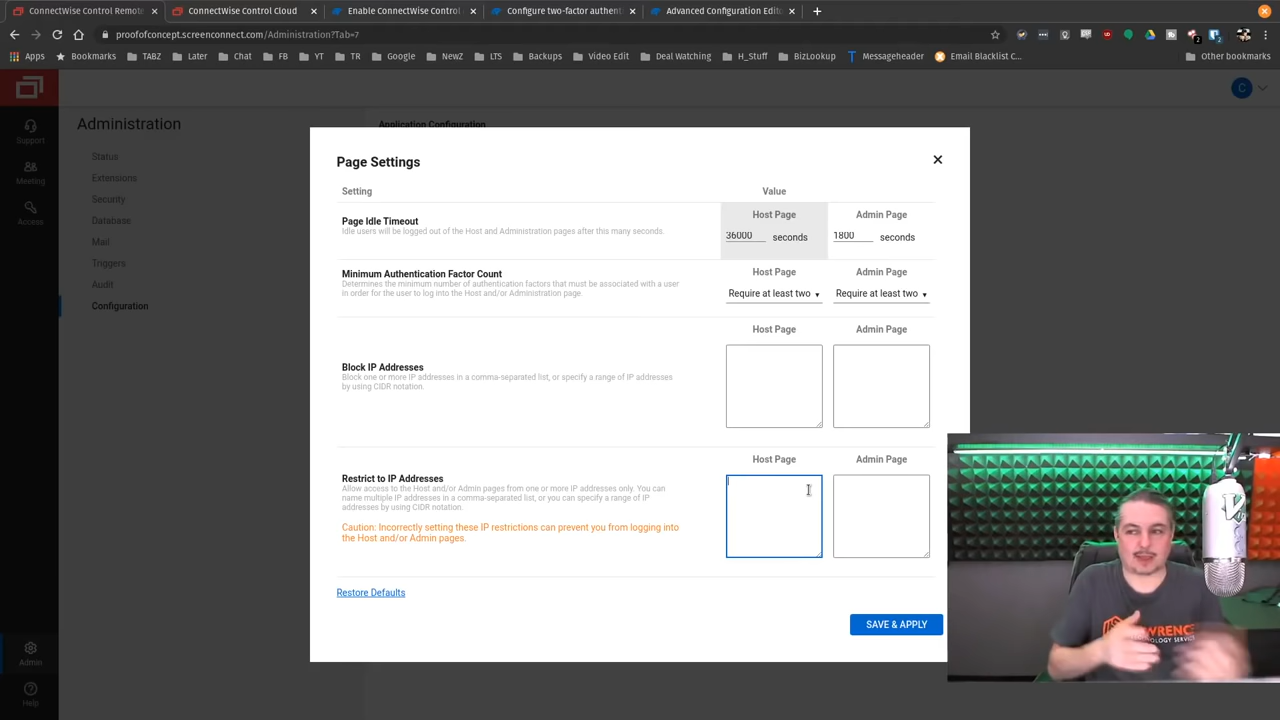 ConnectWise Control Remote
ConnectWise Control Cloud
Enable ConnectWise Control
Configure two-factor authent
Advanced Configuration Edit
proofofconcept.screenconnect.com/Administration?Tab=7
Apps
Bookmarks
TABZ
Later
Chat
FB
YT
TR
Google
NewZ
LTS
Backups
Video Edit
Deal Watching
H_Stuff
BizLookup
Messageheader
Email Blacklist C...
Other bookmarks
C
Support
Meeting
Access
Admin
Help
Administration
Status
Extensions
Security
Database
Mail
Triggers
Audit
Configuration
Application Configuration
Page Settings
Setting
Value
Page Idle Timeout
Idle users will be logged out of the Host and Administration pages after this many seconds.
Host Page
Admin Page
36000 seconds
1800 seconds
Minimum Authentication Factor Count
Determines the minimum number of authentication factors that must be associated with a user
in order for the user to log into the Host and/or Administration page.
Host Page
Admin Page
Require at least two
Require at least two
Block IP Addresses
Block one or more IP addresses in a comma-separated list, or specify a range of IP addresses
by using CIDR notation.
Host Page
Admin Page
Restrict to IP Addresses
Allow access to the Host and/or Admin pages from one or more IP addresses only. You can
name multiple IP addresses in a comma-separated list, or you can specify a range of IP
addresses by using CIDR notation.
Caution: Incorrectly setting these IP restrictions can prevent you from logging into
the Host and/or Admin pages.
Host Page
Admin Page
Restore Defaults
SAVE & APPLY
WRENCE